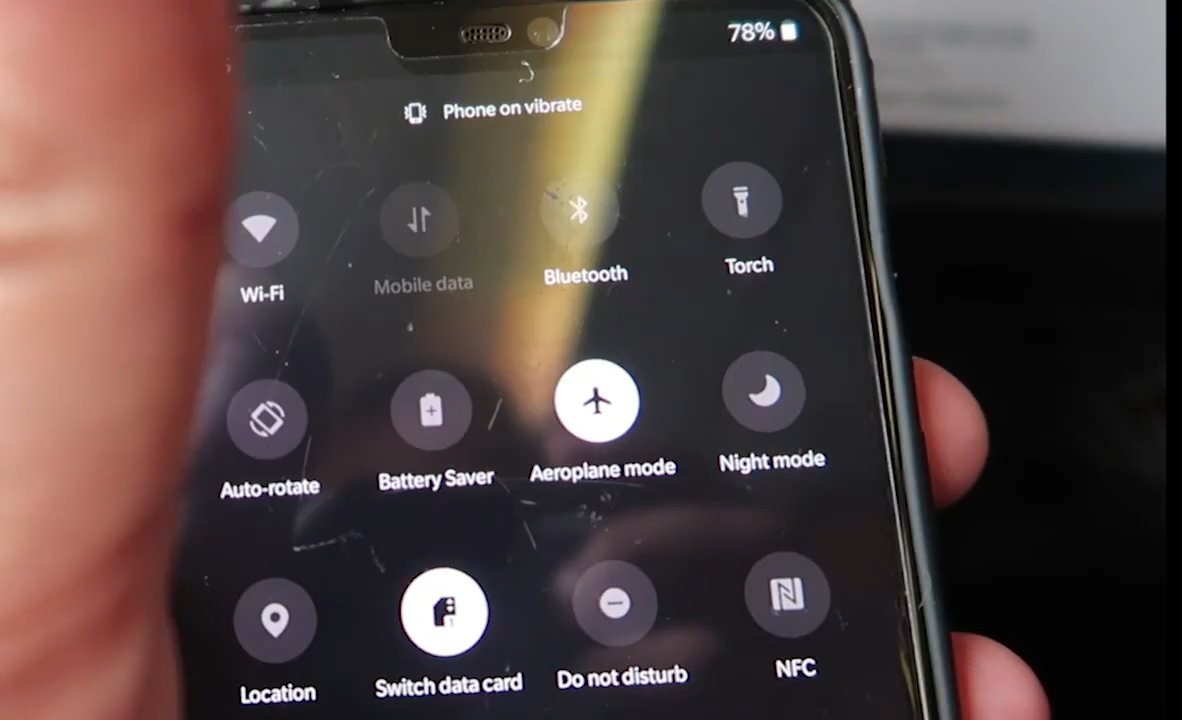 78%
Phone on vibrate
Wi-Fi
Mobile data
Bluetooth
Torch
Auto-rotate
Battery Saver
Aeroplane mode
Night mode
Location
Switch data card
Do not disturb
NFC